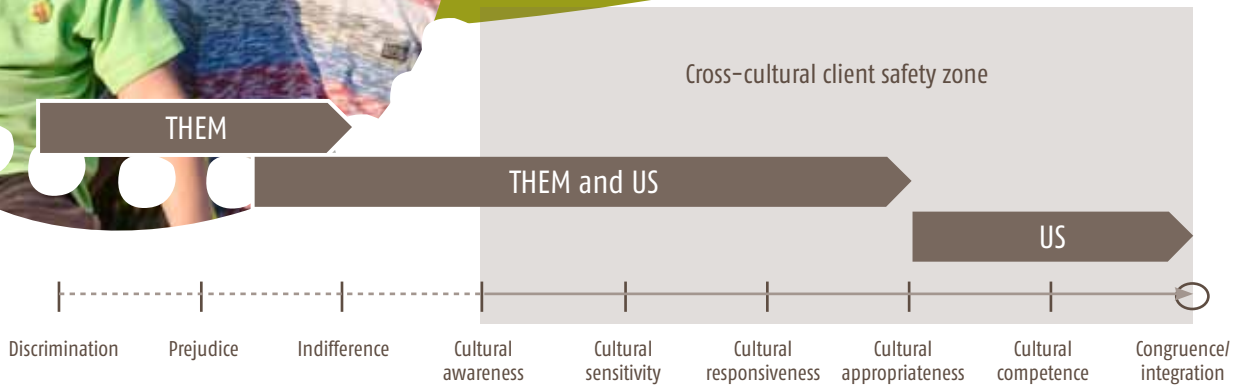 Cross-cultural client safety zone
THEM
THEM and US
US
Discrimination
Prejudice
Indifference
Cultural
awareness
Cultural
sensitivity
Cultural
responsiveness
Cultural
appropriateness
Cultural
competence
Congruence/
integration